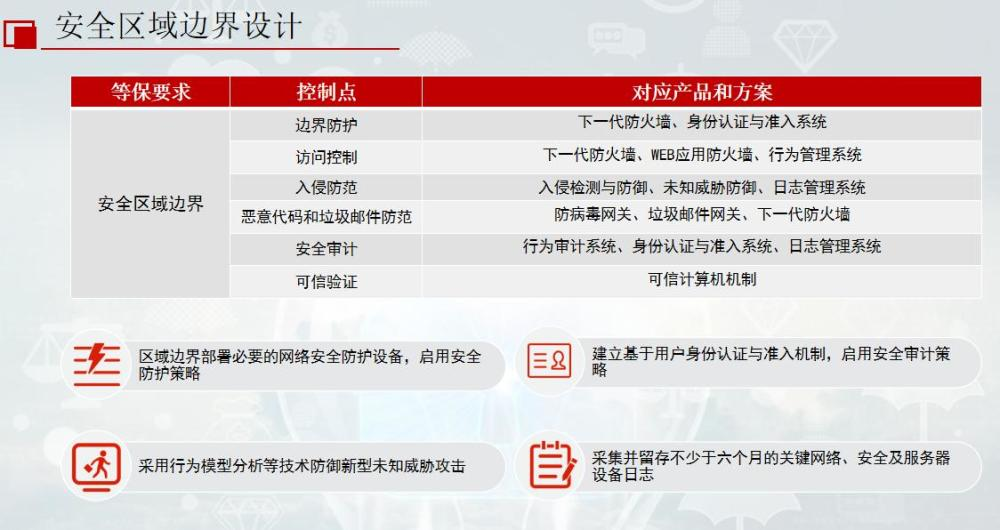 安全区域边界设计
等保要求 控制点 对应产品和方案
安全区域边界
边界防护 下一代防火墙、身份认证与准入系统
访问控制 下一代防火墙、WEB应用防火墙、行为管理系统
入侵防范 入侵检测与防御、未知威胁防御、日志管理系统
恶意代码和垃圾邮件防范 防病毒网关、垃圾邮件网关、下一代防火墙
安全审计 行为审计系统、身份认证与准入系统、日志管理系统
可信验证 可信计算机机制
区域边界部署必要的网络安全防护设备，启用安全
防护策略
建立基于用户身份认证与准入机制，启用安全审计策
略
采用行为模型分析等技术防御新型未知威胁攻击
采集并留存不少于六个月的关键网络、安全及服务器
设备日志